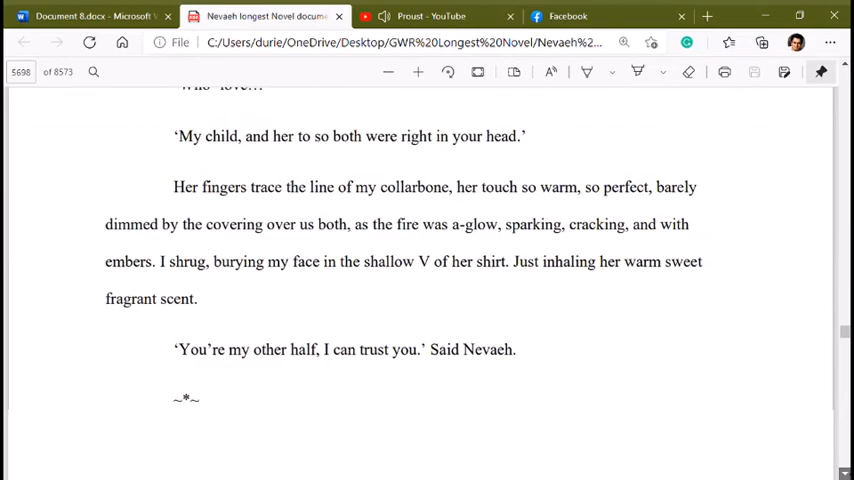 Document 8.docx - Microsoft W
Nevaeh longest Novel docume
Proust - YouTube
Facebook
File
C:/Users/durie/OneDrive/Desktop/GWR%20Longest%20Novel/Nevaeh%2...
5698 of 8573
‘My child, and her to so both were right in your head.’
Her fingers trace the line of my collarbone, her touch so warm, so perfect, barely
dimmed by the covering over us both, as the fire was a-glow, sparking, cracking, and with
embers. I shrug, burying my face in the shallow V of her shirt. Just inhaling her warm sweet
fragrant scent.
‘You’re my other half, I can trust you.’ Said Nevaeh.
~*~